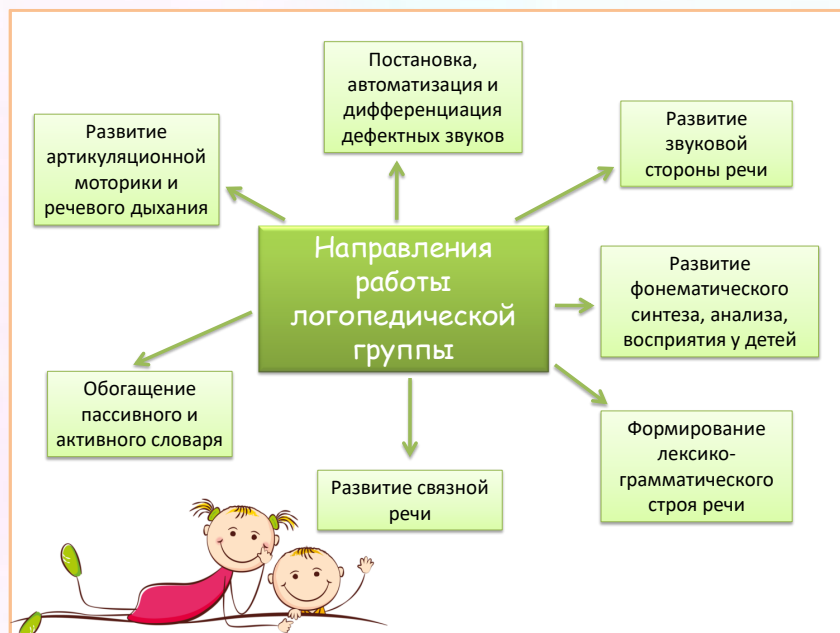 Постановка,
автоматизация и
дифференциация
дефектных звуков
Развитие
артикуляционной
моторики и
речевого дыхания
Развитие
звуковой
стороны речи
Направления
работы
логопедической
группы
Развитие
фонематического
синтеза, анализа,
восприятия у детей
Обогащение
пассивного и
активного словаря
Формирование
лексико-
грамматического
строя речи
Развитие связной
речи